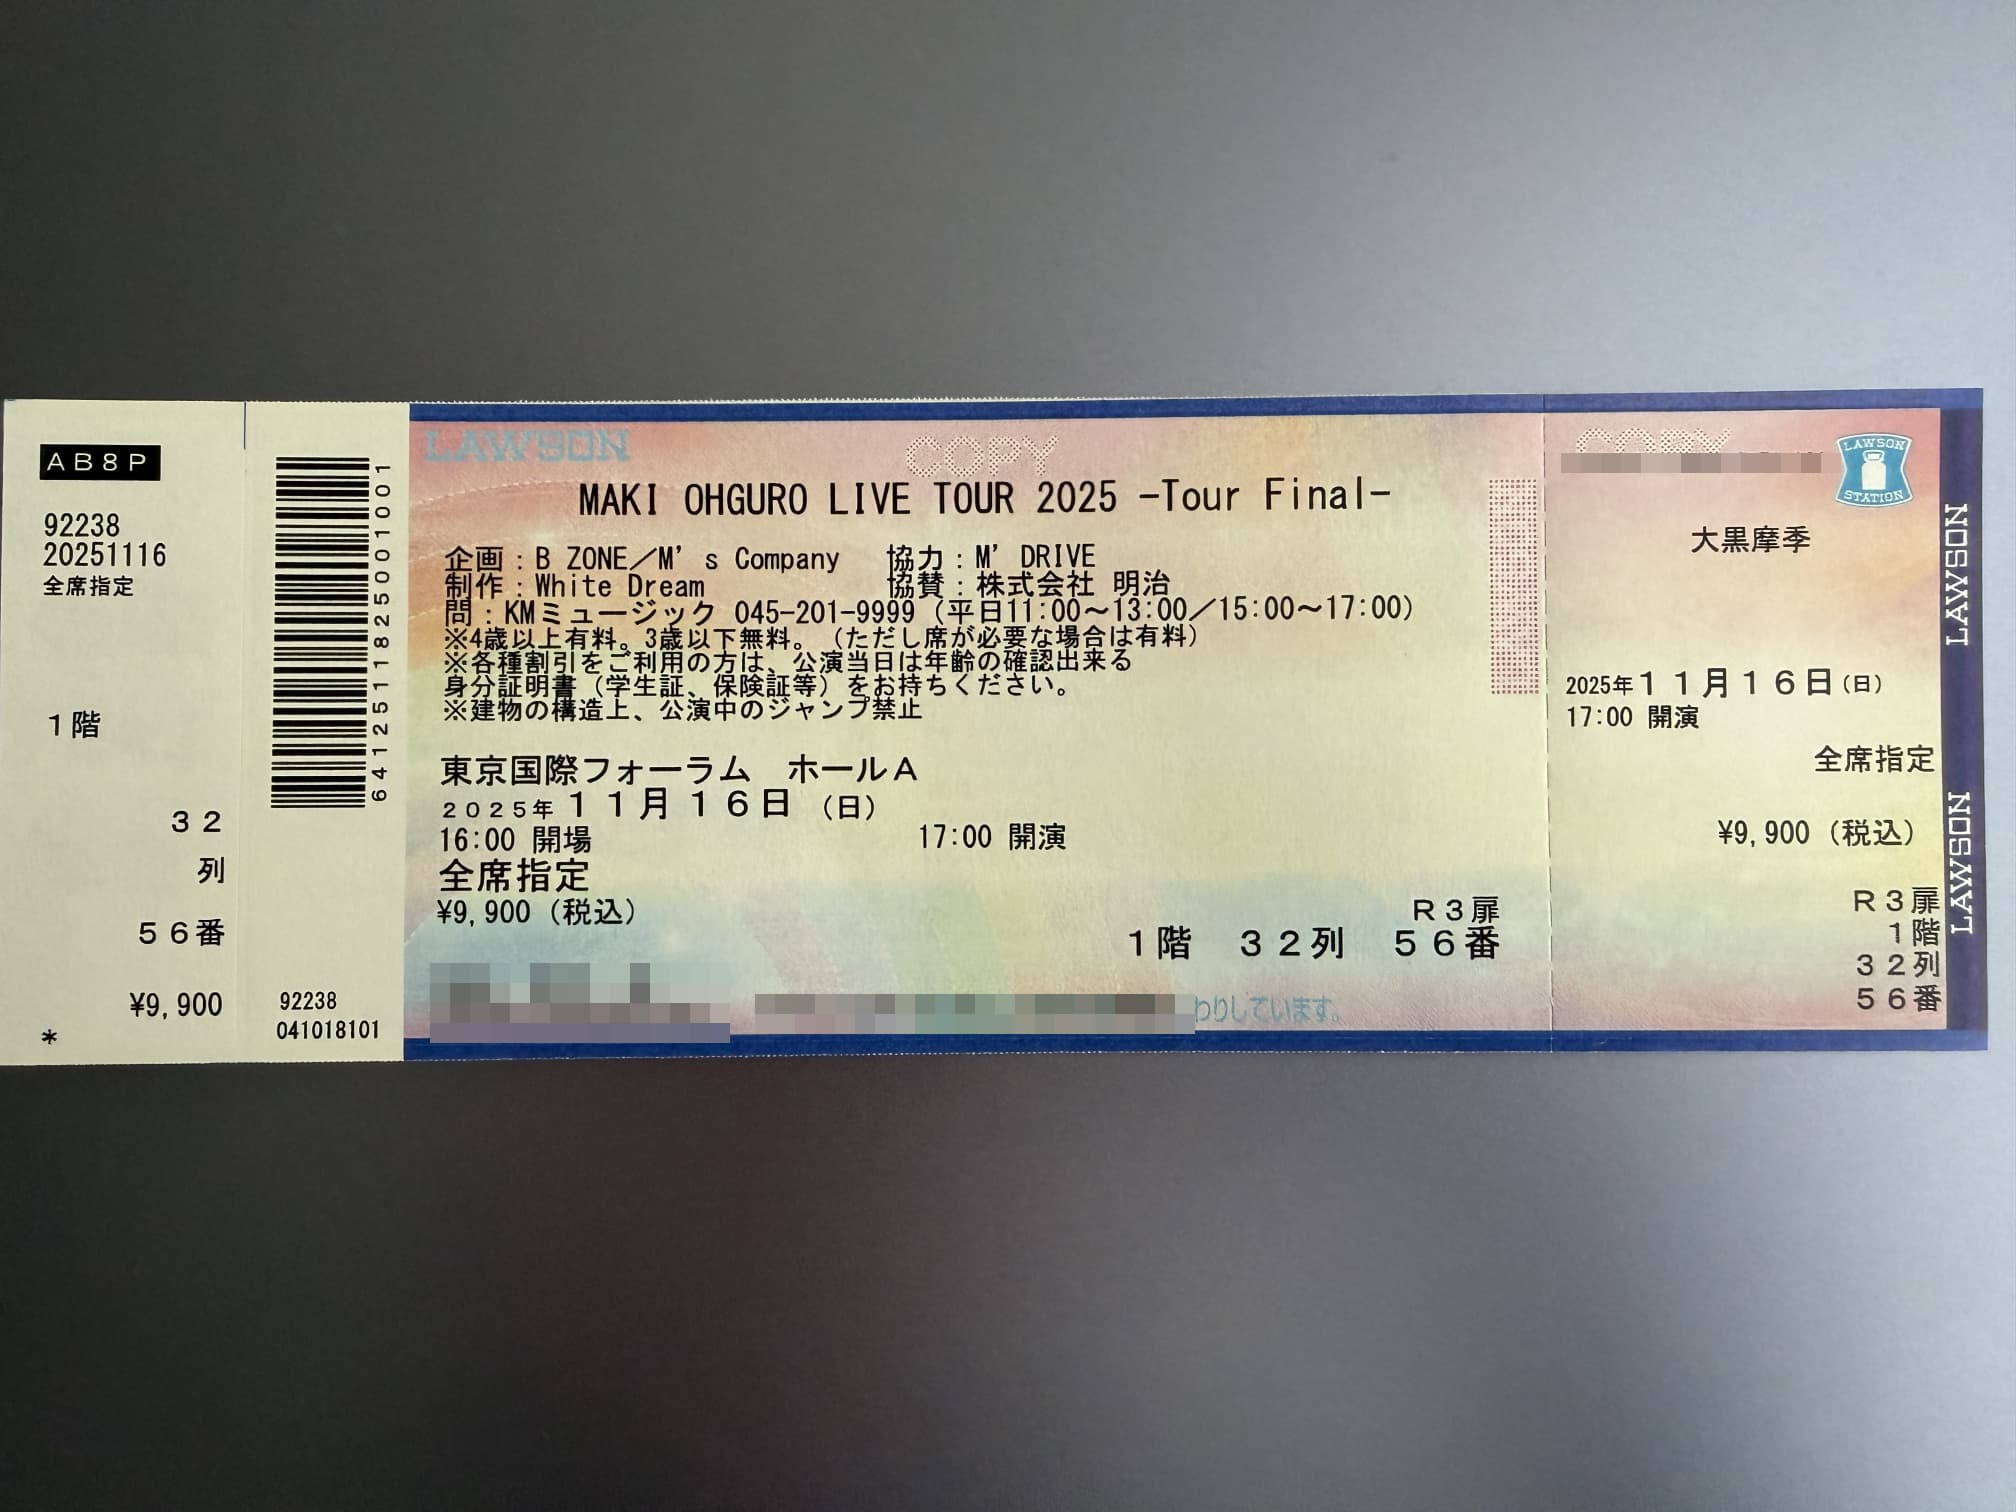 AB8P
92238
20251116
全席指定
1階
32
列
56番
¥9,900
*
6412511825001001
92238
041018101
LAWSON
COPY
MAKI OHGURO LIVE TOUR 2025 -Tour Final-
企画：B ZONE／M’s Company 協力：M’DRIVE
制作：White Dream 協賛：株式会社 明治
問：KMミュージック 045-201-9999（平日11:00～13:00／15:00～17:00）
※4歳以上有料。3歳以下無料。（ただし席が必要な場合は有料）
※各種割引をご利用の方は、公演当日は年齢の確認出来る
身分証明書（学生証、保険証等）をお持ちください。
※建物の構造上、公演中のジャンプ禁止
東京国際フォーラム ホールA
2025年11月16日（日）
16:00 開場 17:00 開演
全席指定
¥9,900（税込）
R3扉
1階 32列 56番
わりしています。
COPY
LAWSON
STATION
大黒摩季
2025年11月16日（日）
17:00 開演
全席指定
¥9,900（税込）
R3扉
1階
32列
56番
LAWSON
LAWSON